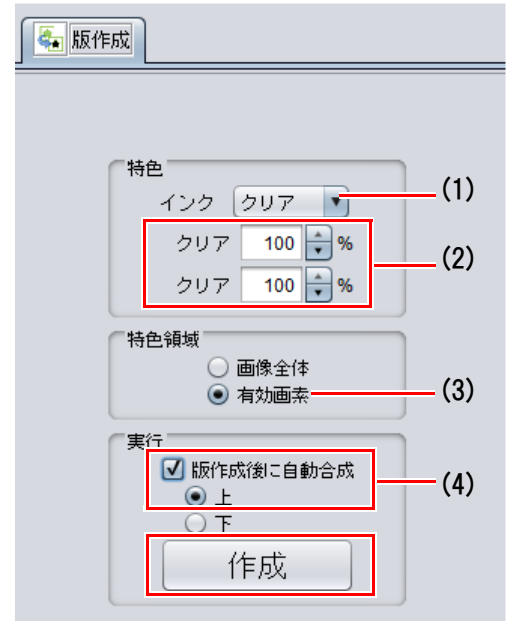 版作成
特色
インク クリア (1)
クリア 100 %
(2)
クリア 100 %
特色領域
画像全体
有効画素 (3)
実行
版作成後に自動合成
(4)
上
下
作成